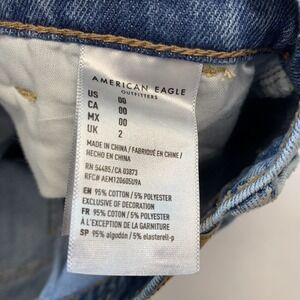 AMERICAN EAGLE
OUTFITTERS
US 00
CA 00
MX 00
UK 2
MADE IN CHINA / FABRIQUÉ EN CHINE /
HECHO EN CHINA
RN 54485/CA 03873
RFC# AEM120605U9A
EN 95% COTTON / 5% POLYESTER
EXCLUSIVE OF DECORATION
FR 95% COTON / 5% POLYESTER
À L'EXCEPTION DE LA GARNITURE
SP 95% algodón / 5% elasterell-p